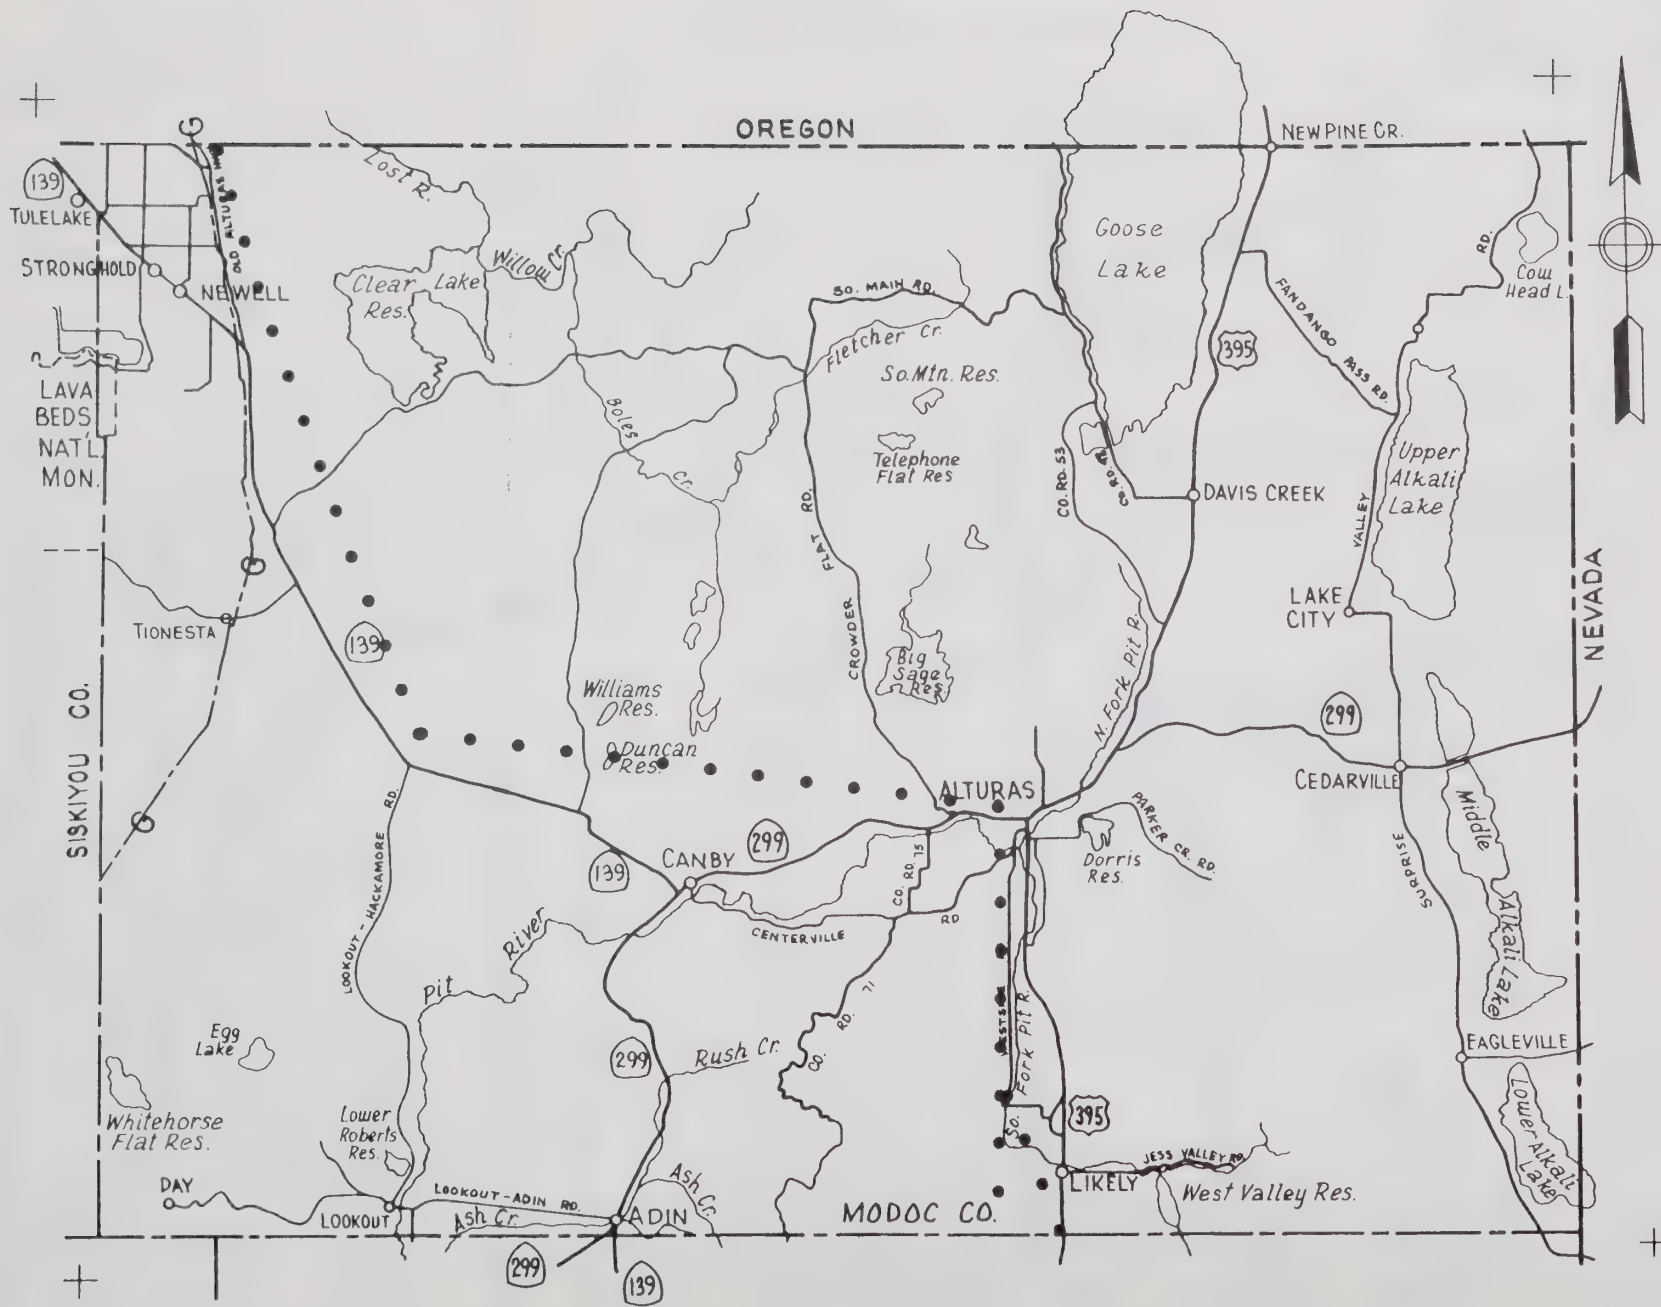 OREGON
NEW PINE CR.
139
TULELAKE
STRONGHOLD
NEWELL
OLD ALTURAS HWY
Lost R.
Willow Cr.
Clear Lake
Res.
Goose
Lake
RD.
Cow
Head L.
SO. MAIN RD.
Fletcher Cr.
395
FANDANGO PASS RD.
LAVA
BEDS
NAT'L
MON.
Boles
Cr.
So. Mtn. Res.
Telephone
Flat Res
CO. RD. 53
CO. RD. 48
DAVIS CREEK
Upper
Alkali
Lake
VALLEY
CROWDER FLAT RD.
TIONESTA
139
Big
Sage
Res.
N. Fork Pit R.
LAKE
CITY
NEVADA
SISKIYOU CO.
Williams
Res.
Duncan
Res.
299
CEDARVILLE
ALTURAS
LOOKOUT - HACKAMORE RD.
139
CANBY
299
CO. RD. 75
Dorris
Res.
PARKER CR. RD.
SURPRISE
Middle
Alkali Lake
CENTERVILLE RD
Pit River
CO. RD. 71
WESTSIDE
So. Fork Pit R.
Egg
Lake
299
Rush Cr.
EAGLEVILLE
Whitehorse
Flat Res.
Lower
Roberts
Res.
395
Lower Alkali
Lake
DAY
LOOKOUT
LOOKOUT - ADIN RD.
Ash Cr.
ADIN
Ash Cr.
MODOC CO.
LIKELY
JESS VALLEY RD.
West Valley Res.
299
139